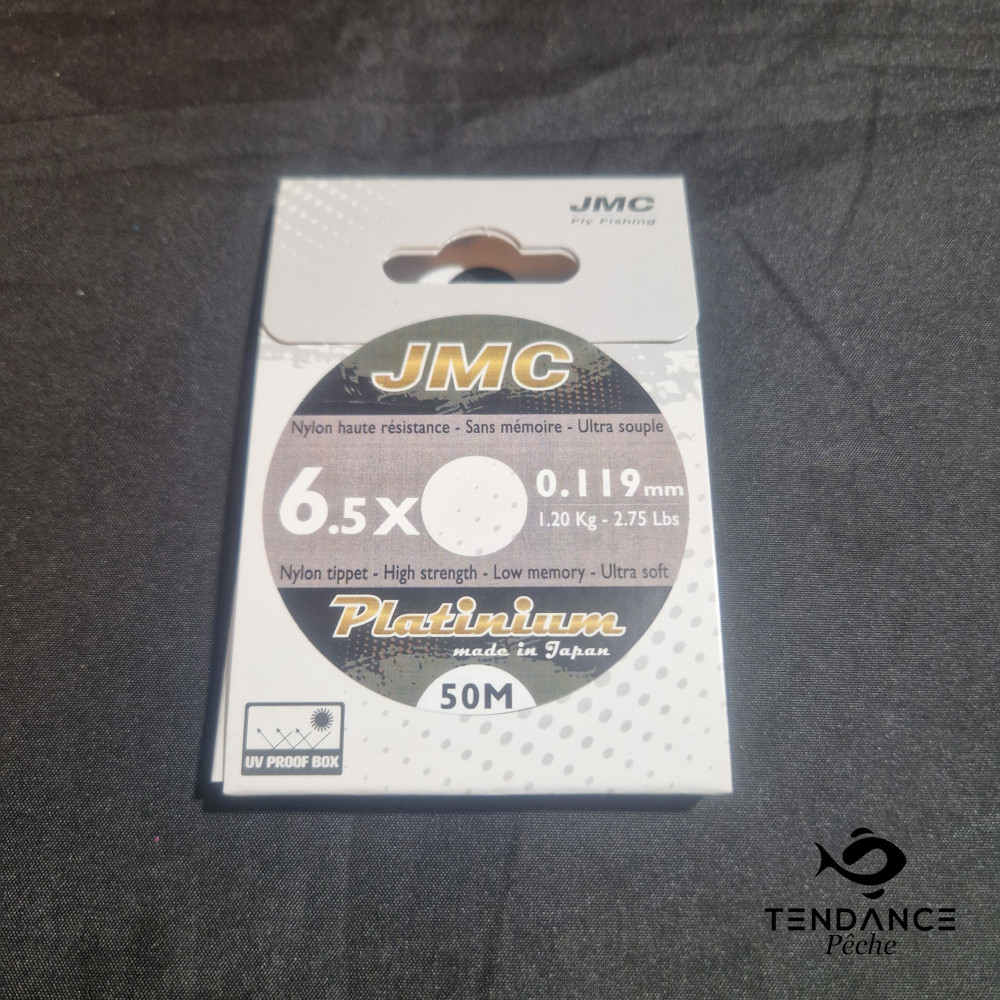 JMC
Fly Fishing
JMC
Nylon haute résistance - Sans mémoire - Ultra souple
6.5X
0.119mm
1.20 Kg - 2.75 Lbs
Nylon tippet - High strength - Low memory - Ultra soft
Platinium
made in Japan
50M
UV PROOF BOX
TENDANCE
Pêche